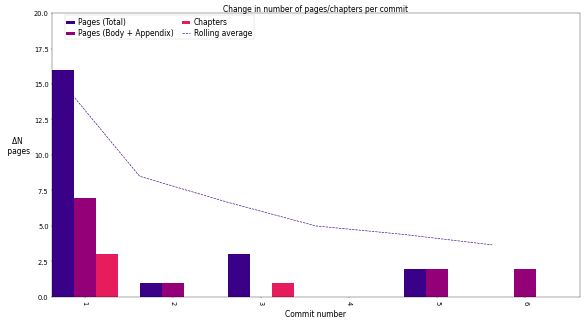 Change in number of pages/chapters per commit
Pages (Total)
Pages (Body + Appendix)
Chapters
Rolling average
20.0
17.5
15.0
12.5
10.0
7.5
5.0
2.5
0.0
ΔN
pages
1
2
3
4
5
6
Commit number